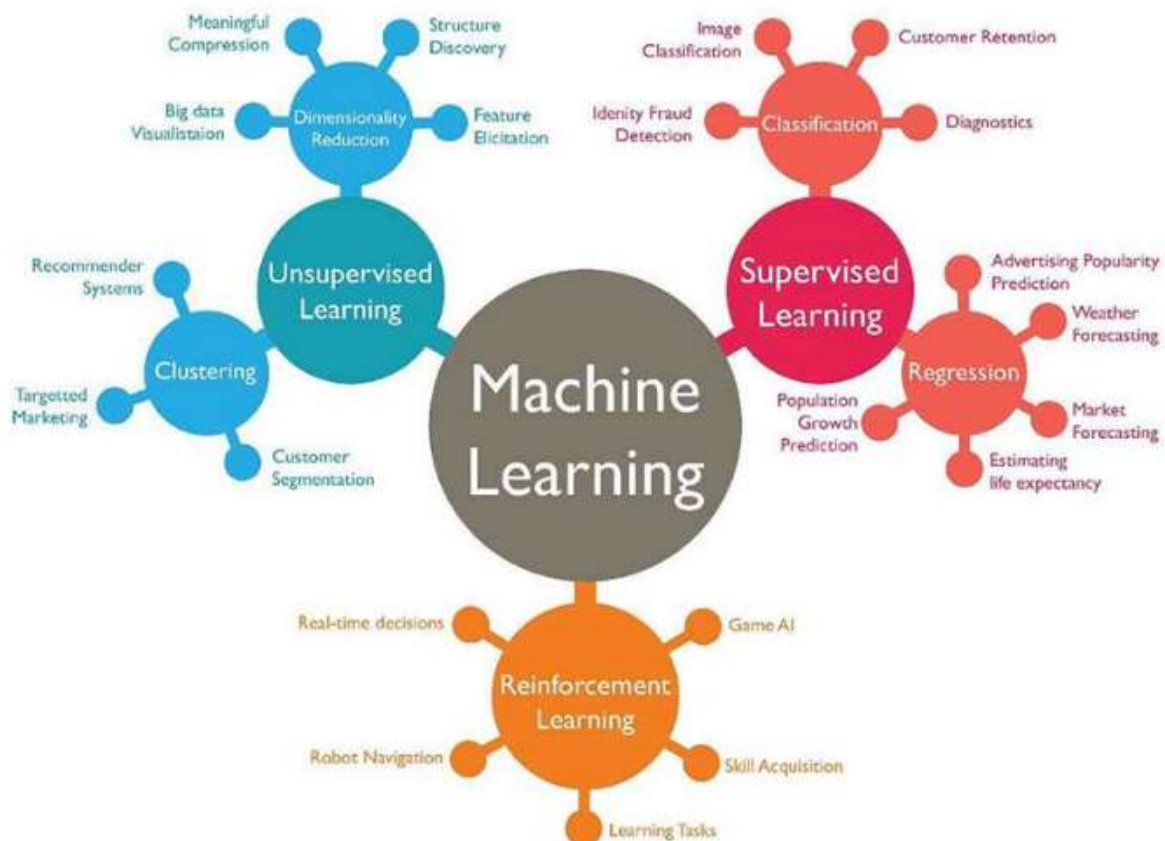 Meaningful
Compression
Structure
Discovery
Big data
Visualistaion
Dimensionality
Reduction
Feature
Elicitation
Image
Classification
Customer Retention
Idenity Fraud
Detection
Classification
Diagnostics
Recommender
Systems
Unsupervised
Learning
Clustering
Targetted
Marketing
Customer
Segmentation
Machine
Learning
Supervised
Learning
Advertising Popularity
Prediction
Weather
Forecasting
Regression
Population
Growth
Prediction
Market
Forecasting
Estimating
life expectancy
Real-time decisions
Game AI
Reinforcement
Learning
Robot Navigation
Skill Acquisition
Learning Tasks